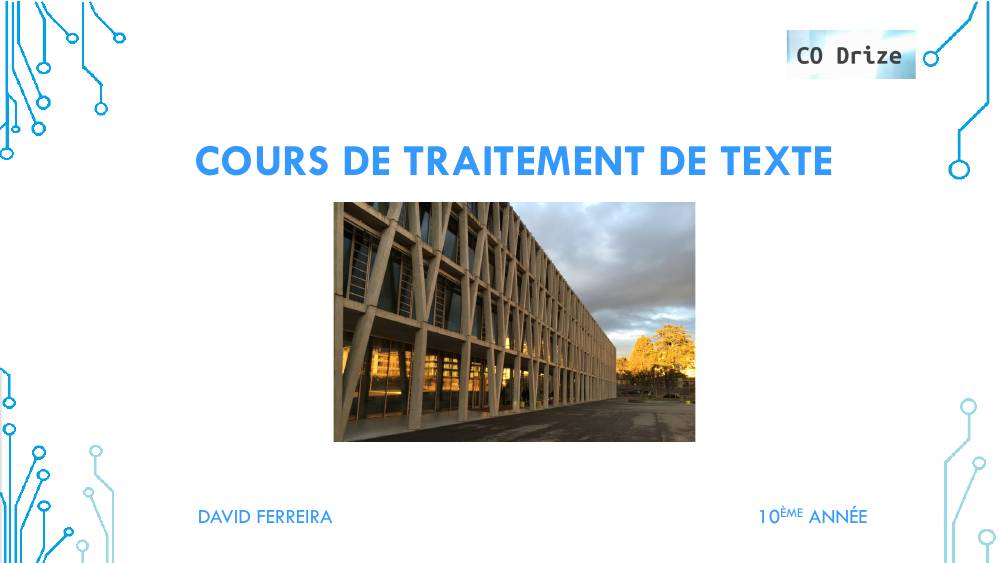 CO Drize
COURS DE TRAITEMENT DE TEXTE
DAVID FERREIRA
10ÈME ANNÉE